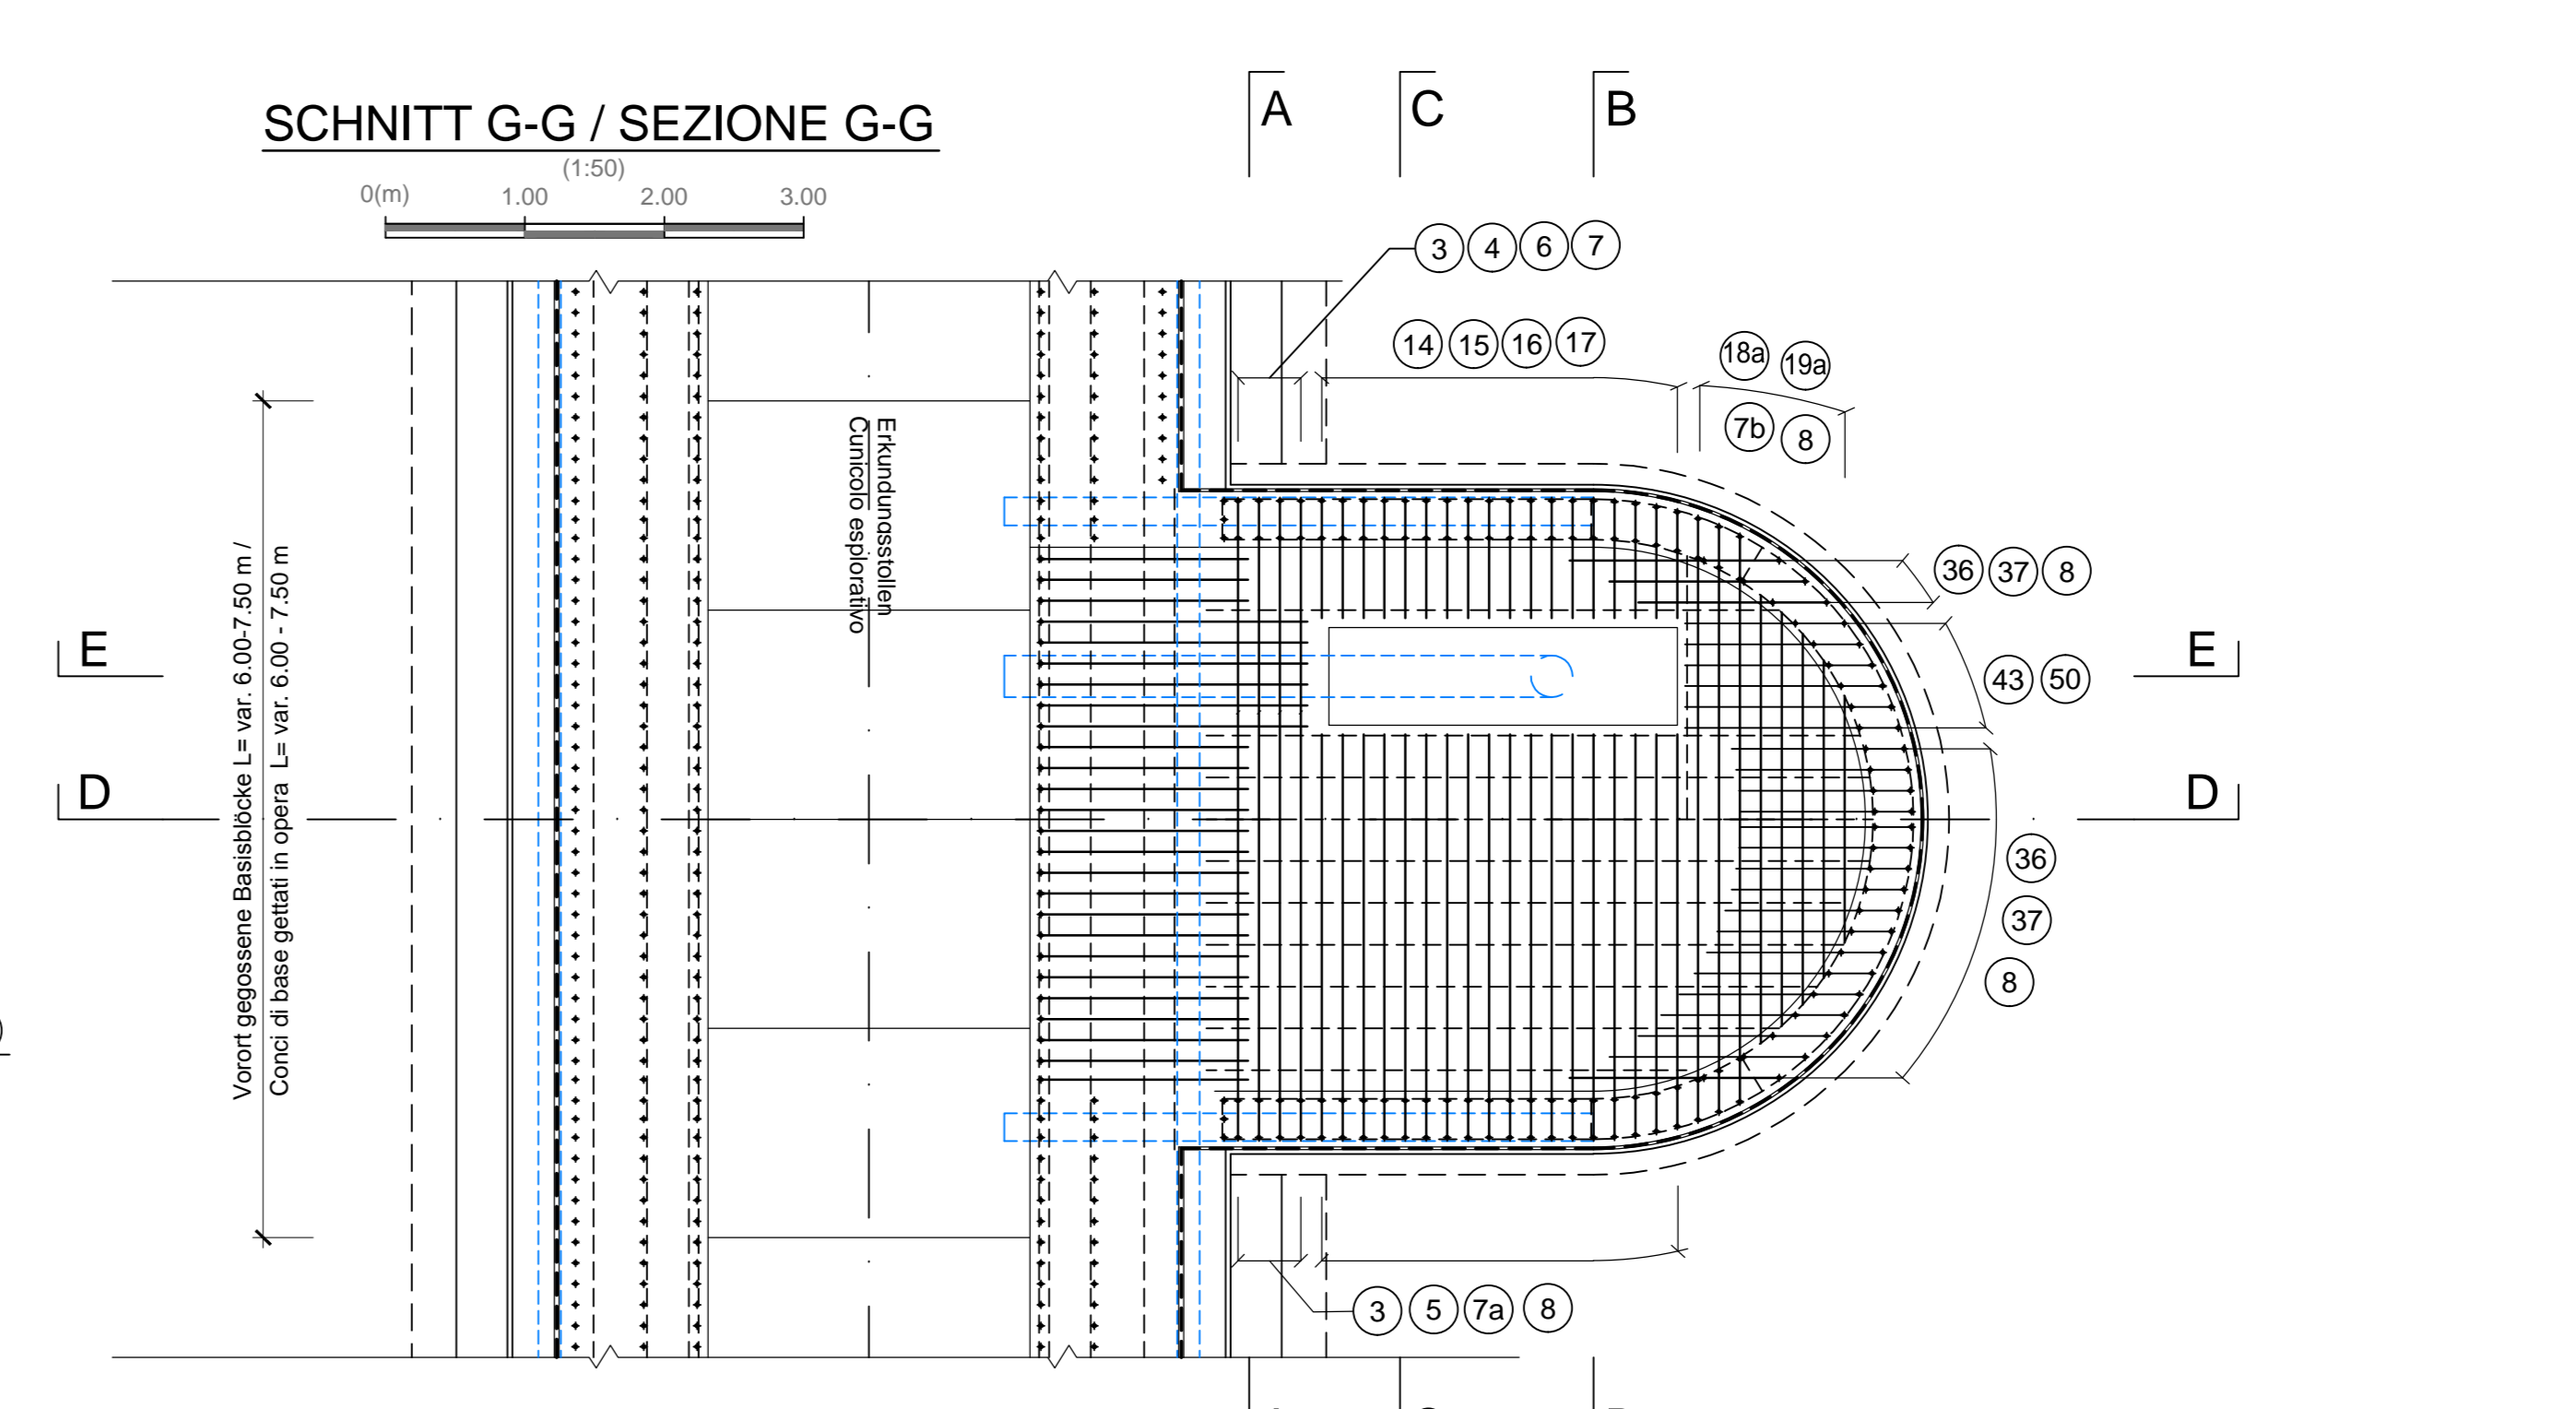 SCHNITT G-G / SEZIONE G-G
(1:50)
0(m) 1.00 2.00 3.00
A C B
3 4 6 7
14 15 16 17
18a 19a
7b 8
Erkundungsstollen
Cunicolo esplorativo
36 37 8
43 50
E E
D D
Vorort gegossene Basisblöcke L= var. 6.00-7.50 m /
Conci di base gettati in opera L= var. 6.00 - 7.50 m
36
37
8
3 5 7a 8